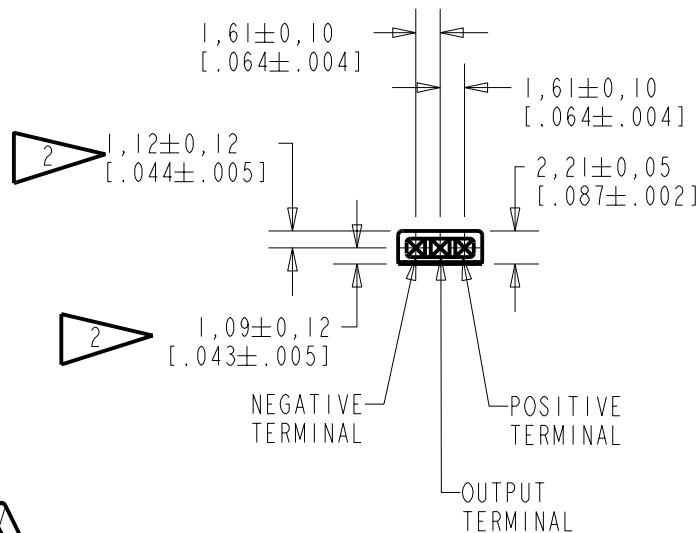 1,61±0,10
[.064±.004]
1,61±0,10
[.064±.004]
2
1,12±0,12
[.044±.005]
2,21±0,05
[.087±.002]
2
1,09±0,12
[.043±.005]
NEGATIVE
TERMINAL
POSITIVE
TERMINAL
OUTPUT
TERMINAL